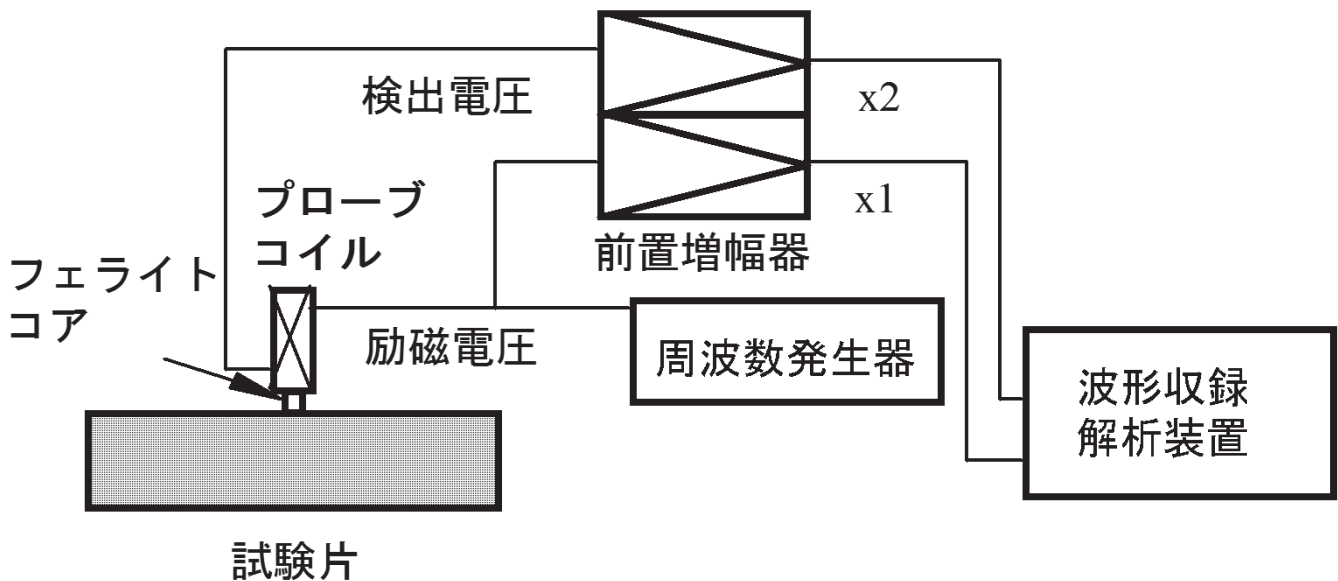 検出電圧
x2
x1
プローブ
コイル
前置増幅器
フェライト
コア
励磁電圧
周波数発生器
波形収録
解析装置
試験片